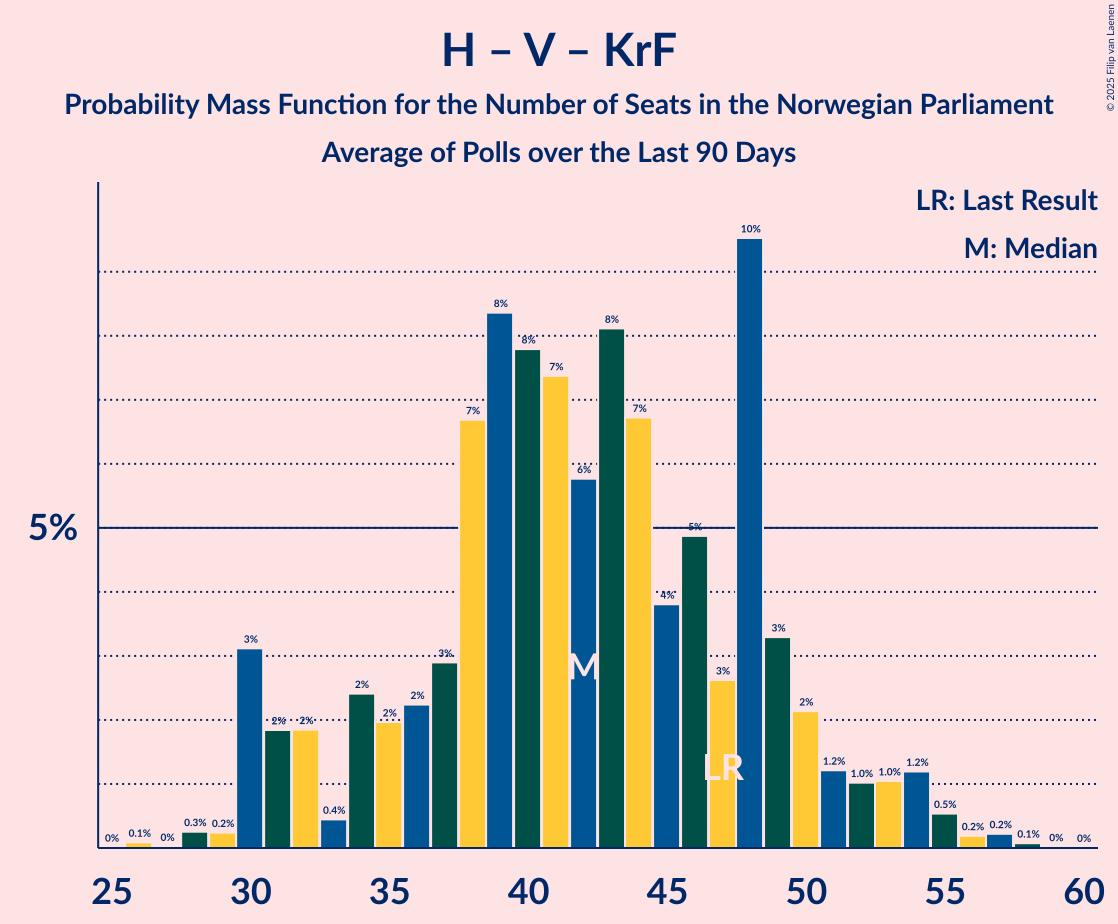 H – V – KrF
Probability Mass Function for the Number of Seats in the Norwegian Parliament
Average of Polls over the Last 90 Days
© 2025 Filip van Laenen
LR: Last Result
M: Median
5%
0% 0.1% 0% 0.3% 0.2% 3% 2% 2% 0.4% 2% 2% 2% 3% 7% 8% 8% 7% 6% 8% 7% 4% 5% 3% 10% 3% 2% 1.2% 1.0% 1.0% 1.2% 0.5% 0.2% 0.2% 0.1% 0% 0%
M
LR
25 30 35 40 45 50 55 60